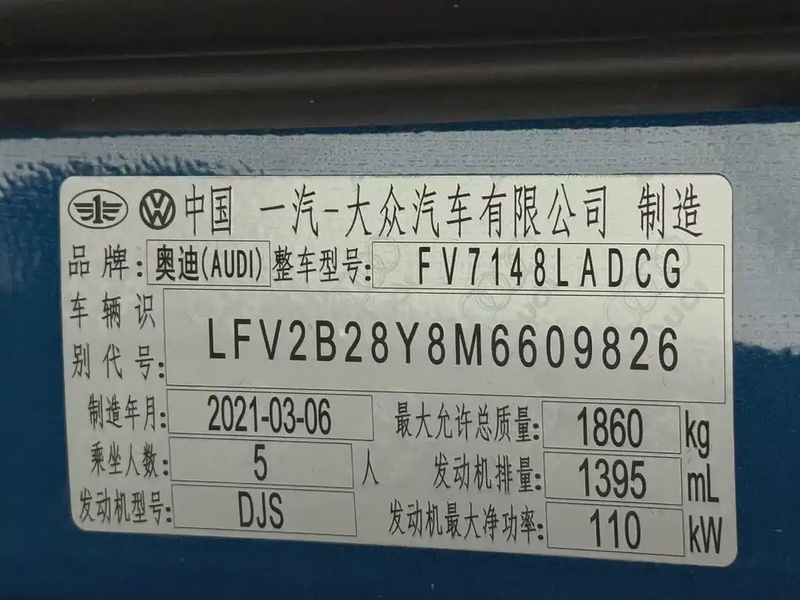 中国 一汽-大众汽车有限公司 制造
品牌: 奥迪(AUDI) 整车型号: FV7148LADCG
车辆识别代号: LFV2B28Y8M6609826
制造年月: 2021-03-06 最大允许总质量: 1860 kg
乘坐人数: 5 人 发动机排量: 1395 mL
发动机型号: DJS 发动机最大净功率: 110 kW